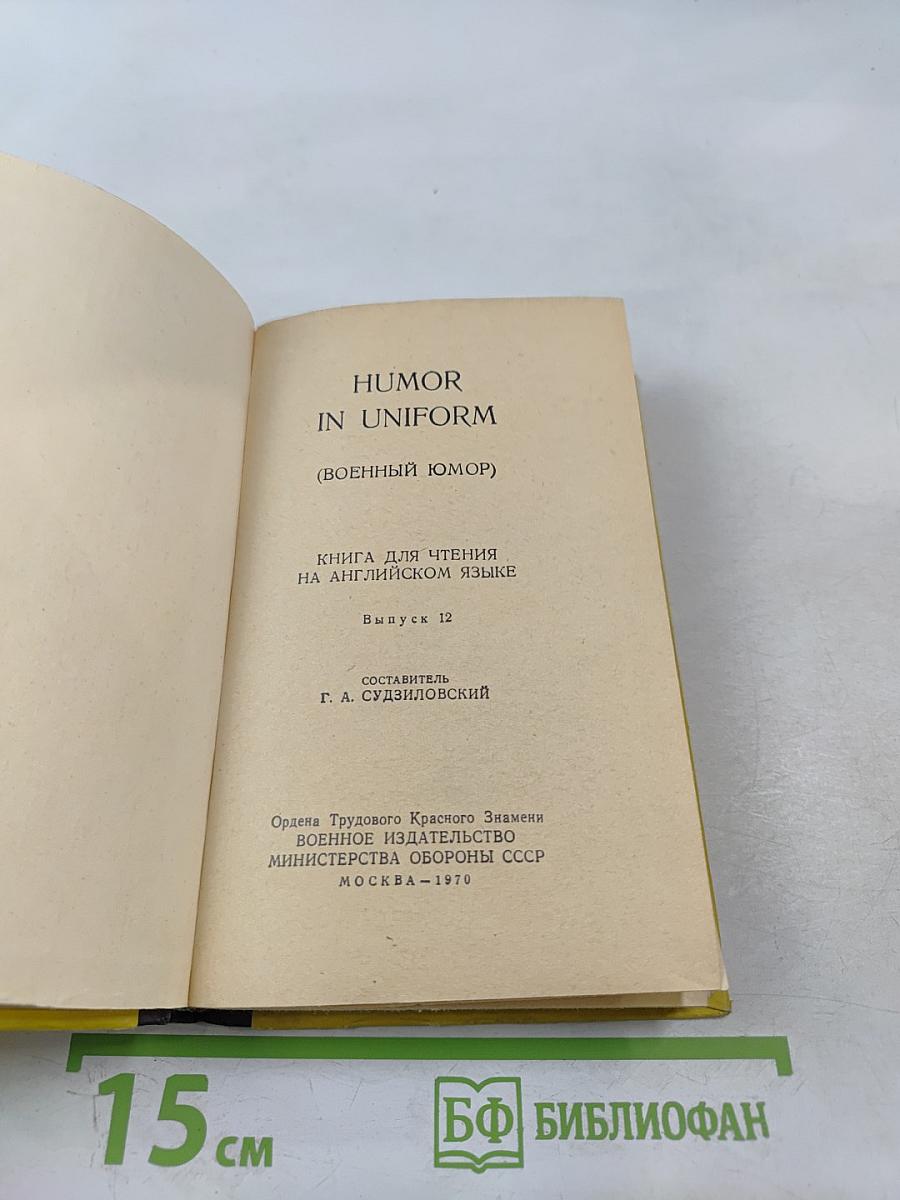 HUMOR
IN UNIFORM
(ВОЕННЫЙ ЮМОР)
КНИГА ДЛЯ ЧТЕНИЯ
НА АНГЛИЙСКОМ ЯЗЫКЕ
Выпуск 12
СОСТАВИТЕЛЬ
Г. А. СУДЗИЛОВСКИЙ
Ордена Трудового Красного Знамени
ВОЕННОЕ ИЗДАТЕЛЬСТВО
МИНИСТЕРСТВА ОБОРОНЫ СССР
МОСКВА — 1970
15 см
БФ БИБЛИОФАН